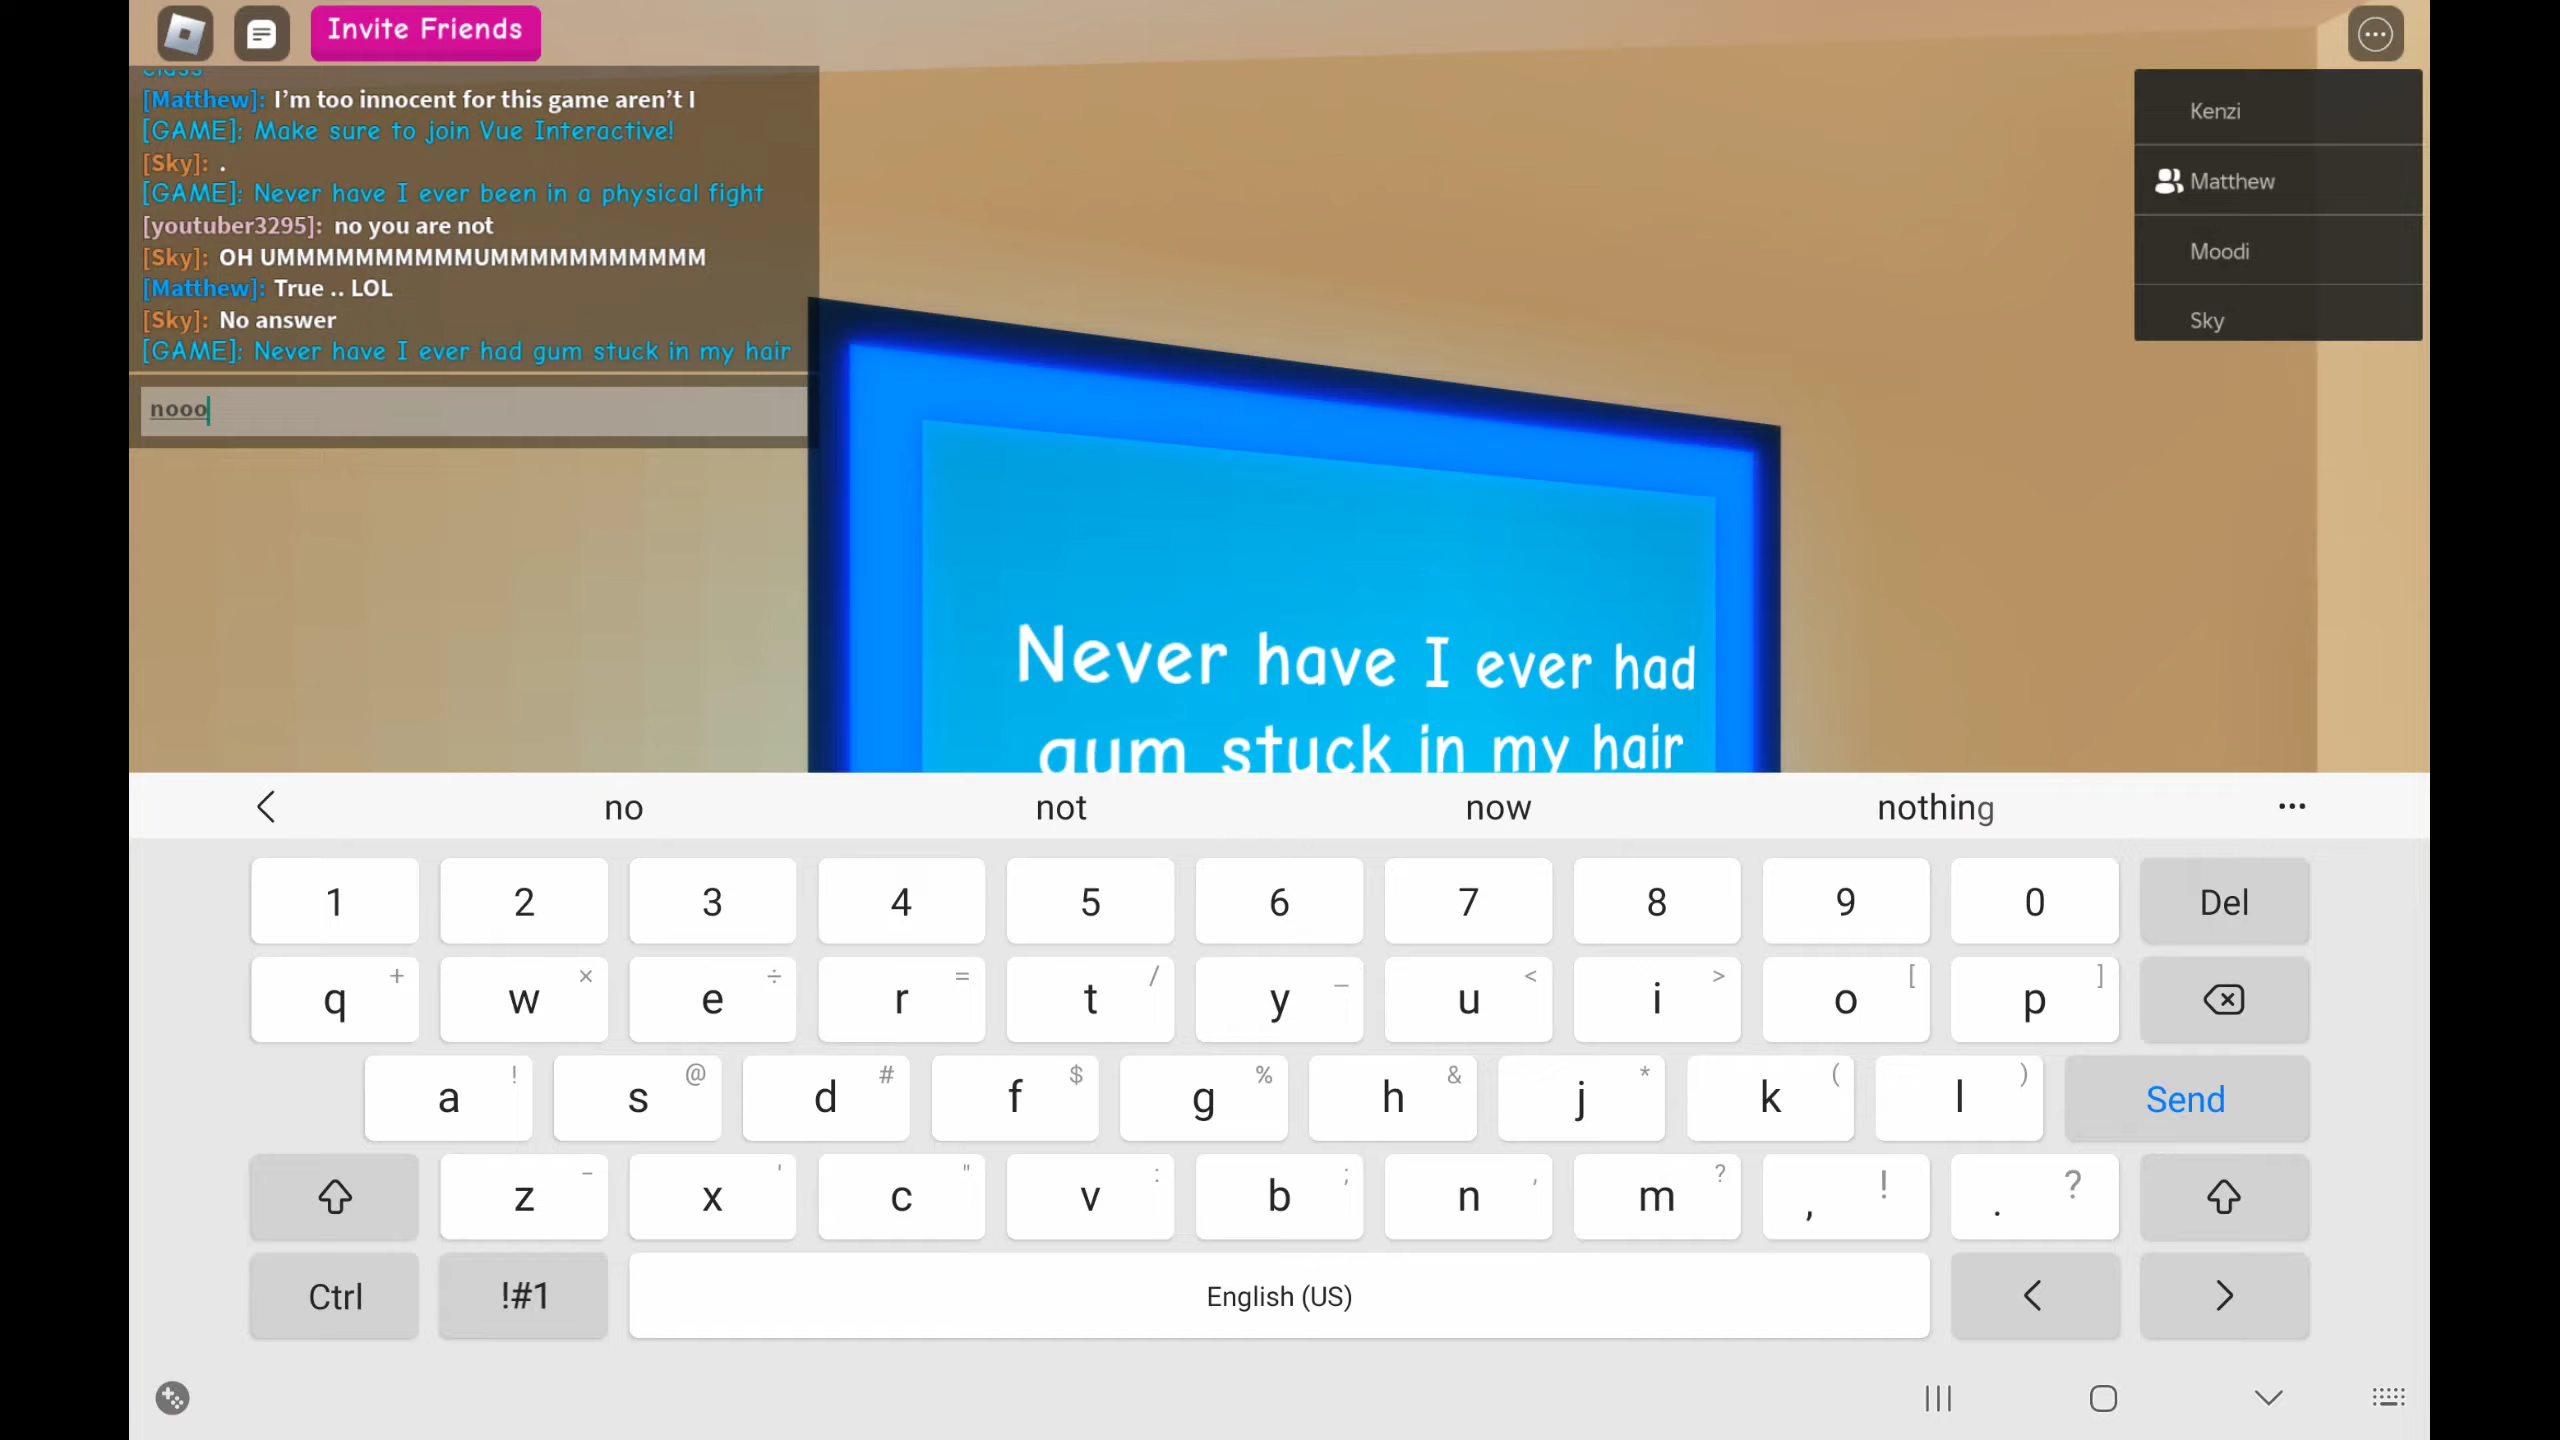 Invite Friends
class
[Matthew]: I'm too innocent for this game aren't I
[GAME]: Make sure to join Vue Interactive!
[Sky]: .
[GAME]: Never have I ever been in a physical fight
[youtuber3295]: no you are not
[Sky]: OH UMMMMMMMMMMUMMMMMMMMMMM
[Matthew]: True .. LOL
[Sky]: No answer
[GAME]: Never have I ever had gum stuck in my hair
nooo
Kenzi
Matthew
Moodi
Sky
Never have I ever had
gum stuck in my hair
no not now nothing ...
1 2 3 4 5 6 7 8 9 0 Del
q + w × e ÷ r = t / y _ u < i > o [ p ]
a ! s @ d # f $ g % h & j * k ( l ) Send
z - x ' c " v : b ; n , m ? , ! . ?
Ctrl !#1 English (US) < >